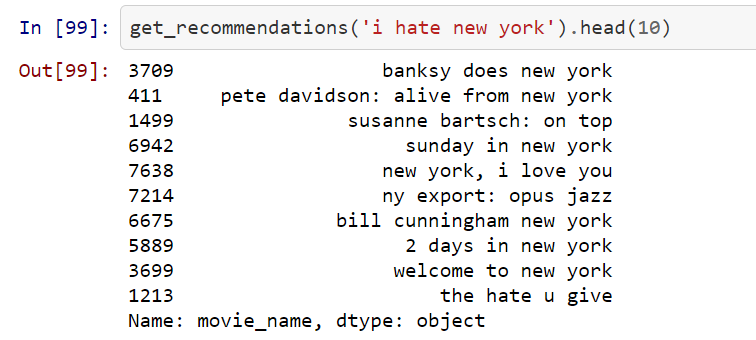 In [99]: get_recommendations('i hate new york').head(10)
Out[99]: 3709 banksy does new york
411 pete davidson: alive from new york
1499 susanne bartsch: on top
6942 sunday in new york
7638 new york, i love you
7214 ny export: opus jazz
6675 bill cunningham new york
5889 2 days in new york
3699 welcome to new york
1213 the hate u give
Name: movie_name, dtype: object